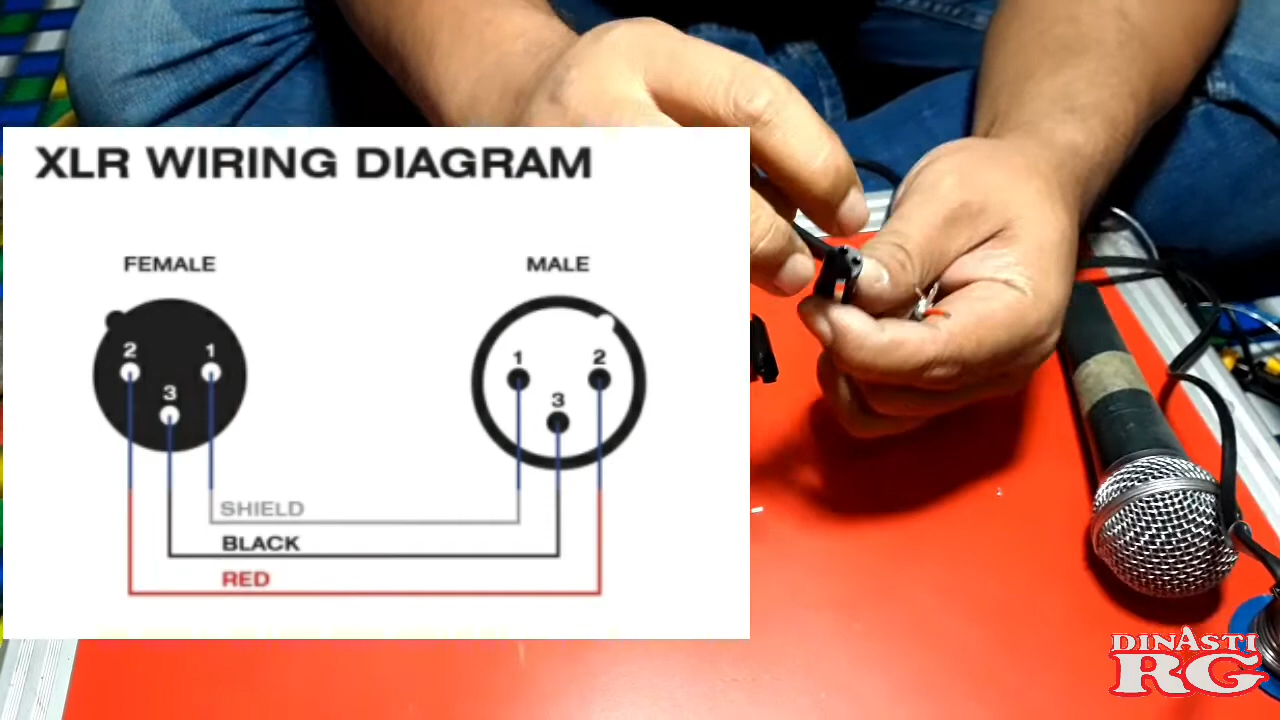 XLR WIRING DIAGRAM
FEMALE
MALE
2 1
3
1 2
3
SHIELD
BLACK
RED
DINASTI
RG